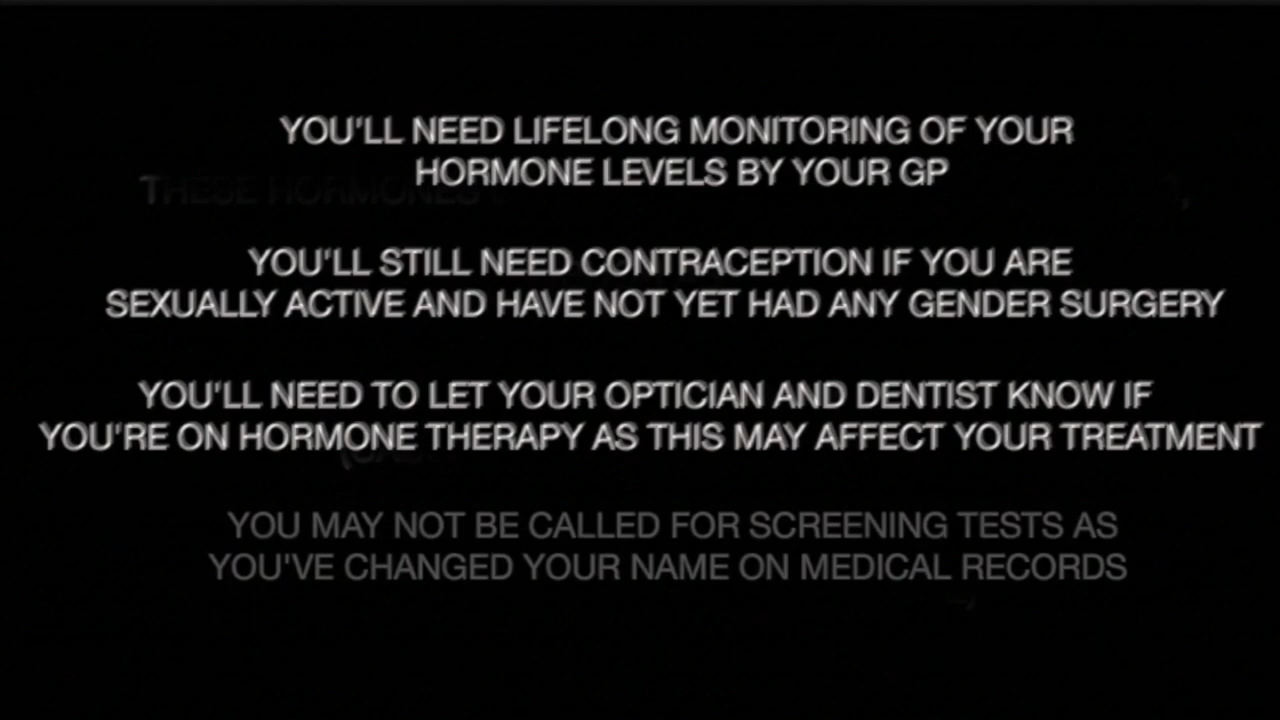 YOU'LL NEED LIFELONG MONITORING OF YOUR
HORMONE LEVELS BY YOUR GP
THESE HORMONES
YOU'LL STILL NEED CONTRACEPTION IF YOU ARE
SEXUALLY ACTIVE AND HAVE NOT YET HAD ANY GENDER SURGERY
YOU'LL NEED TO LET YOUR OPTICIAN AND DENTIST KNOW IF
YOU'RE ON HORMONE THERAPY AS THIS MAY AFFECT YOUR TREATMENT
YOU MAY NOT BE CALLED FOR SCREENING TESTS AS
YOU'VE CHANGED YOUR NAME ON MEDICAL RECORDS